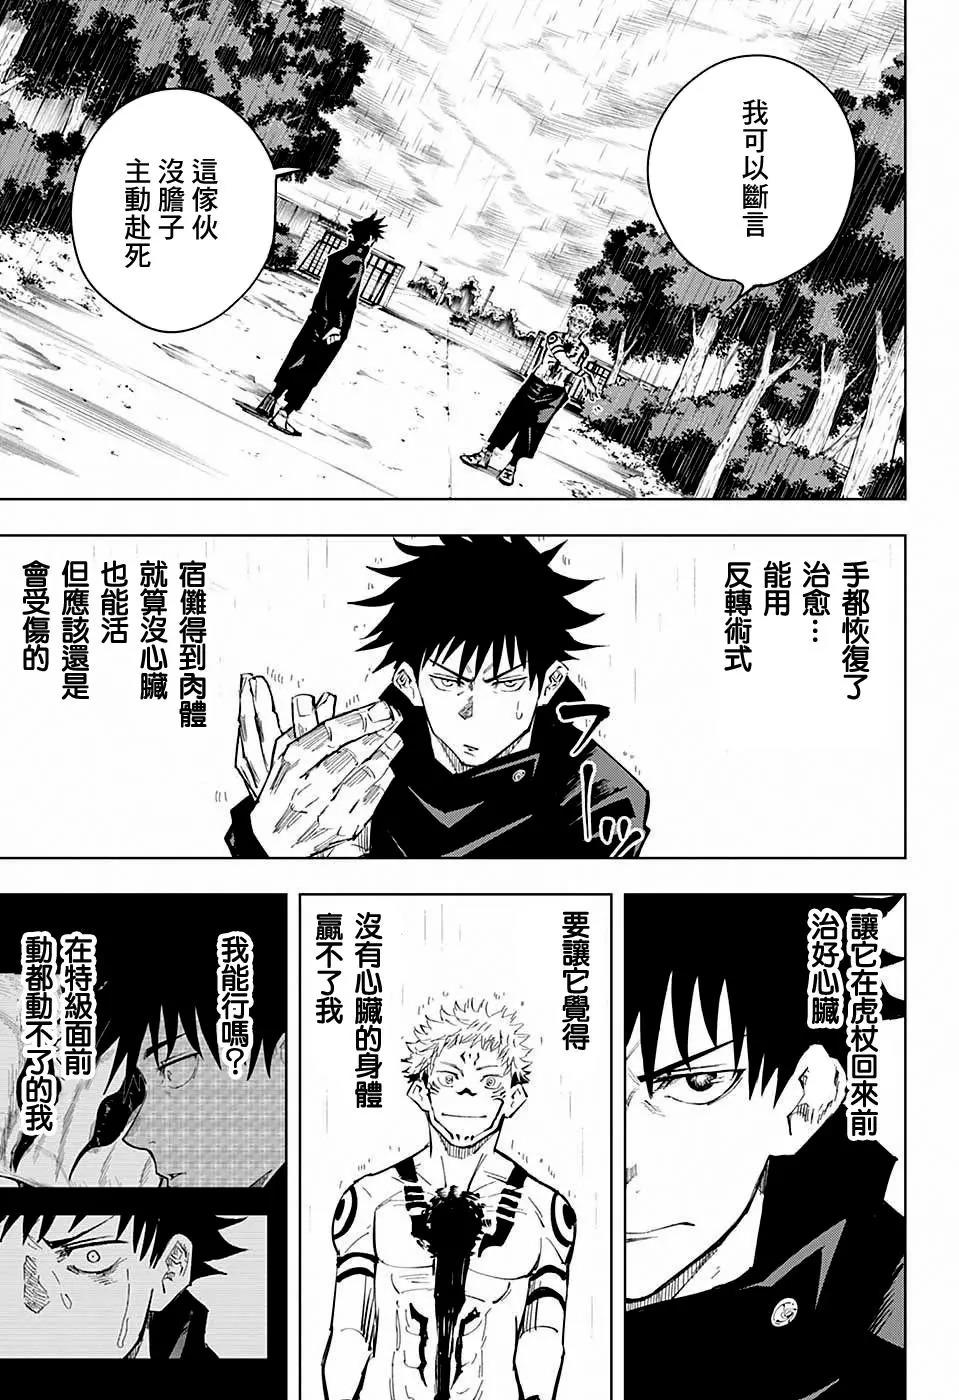 我可以斷言
這傢伙
沒膽子
主動赴死
手都恢復了
治愈…
能用
反轉術式
宿儺得到肉體
就算沒心臟
也能活
但應該還是
會受傷的
ブッ
讓它在虎杖回來前
治好心臟
要讓它覺得
沒有心臟的身體
贏不了我
我能行嗎?
在特級面前
動都動不了的我